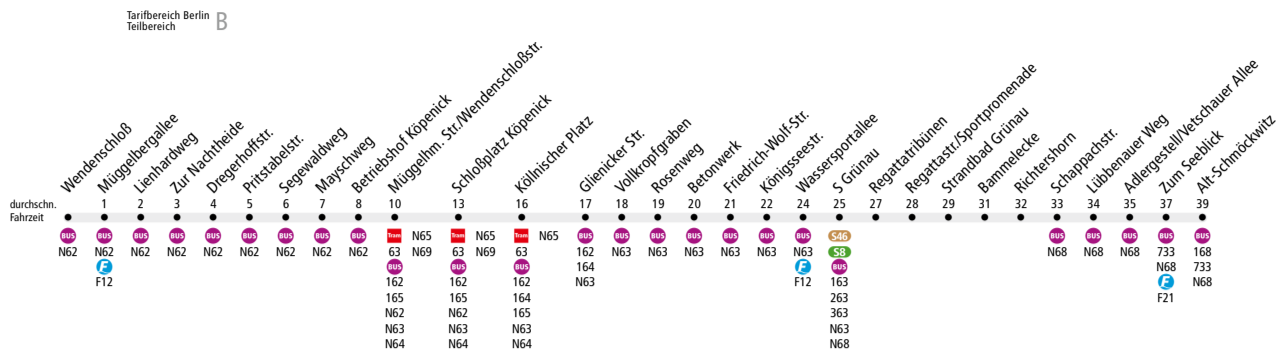 Tarifbereich Berlin
Teilbereich B
Wendenschloß
Müggelbergallee
Lienhardweg
Zur Nachtheide
Dregerhoffstr.
Pritstabelstr.
Segewaldweg
Mayschweg
Betriebshof Köpenick
Müggelhm. Str./Wendenschloßstr.
Schloßplatz Köpenick
Köllnischer Platz
Glienicker Str.
Volkropfgraben
Rosenweg
Betonwerk
Friedrich-Wolf-Str.
Königsseestr.
Wassersportallee
S Grünau
Regattatribünen
Regattastr./Sportpromenade
Strandbad Grünau
Bammelecke
Richtershorn
Schappachstr.
Lübbenauer Weg
Adlergestell/Vetschauer Allee
Zum Seeblick
Alt-Schmöckwitz
durchschn. 1 2 3 4 5 6 7 8 10 13 16 17 18 19 20 21 22 24 25 27 28 29 31 32 33 34 35 37 39
Fahrzeit
BUS BUS BUS BUS BUS BUS BUS BUS BUS Tram N65 Tram N65 Tram N65 BUS BUS BUS BUS BUS BUS BUS S46 BUS BUS BUS BUS BUS
N62 N62 N62 N62 N62 N62 N62 N62 N62 63 N69 63 N69 63 162 N63 N63 N63 N63 N63 N63 S8 N68 N68 N68 733 168
F BUS BUS BUS 164 F BUS N68 733
F12 162 162 162 N63 F12 163 F N68
165 165 164 263 F21
N62 N62 165 363
N63 N63 N63 N63
N64 N64 N64 N68